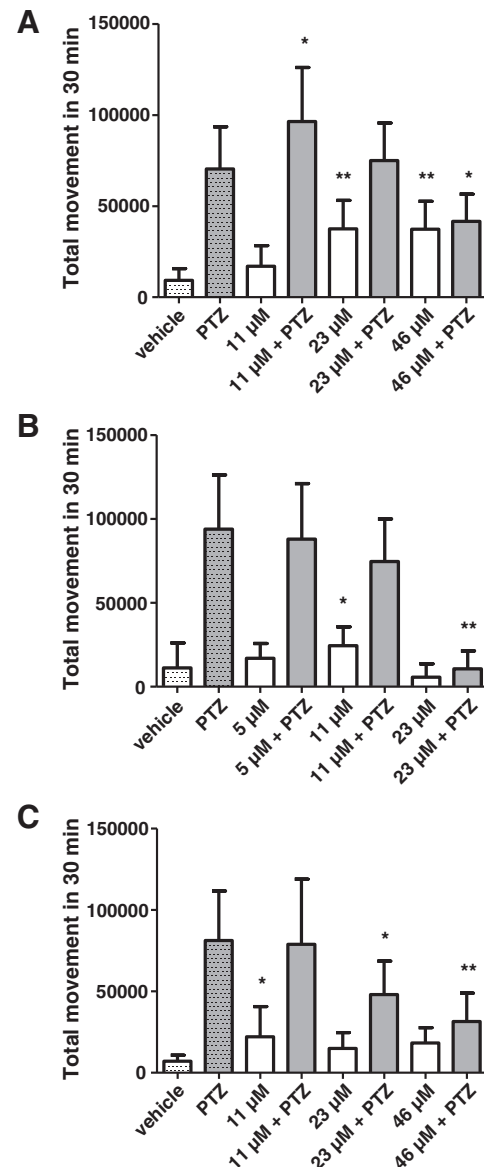 A
Total movement in 30 min
150000
100000
50000
0
*
**
**
*
vehicle
PTZ
11 µM
11 µM + PTZ
23 µM
23 µM + PTZ
46 µM
46 µM + PTZ
B
Total movement in 30 min
150000
100000
50000
0
*
**
vehicle
PTZ
5 µM
5 µM + PTZ
11 µM
11 µM + PTZ
23 µM
23 µM + PTZ
C
Total movement in 30 min
150000
100000
50000
0
*
*
**
vehicle
PTZ
11 µM
11 µM + PTZ
23 µM
23 µM + PTZ
46 µM
46 µM + PTZ